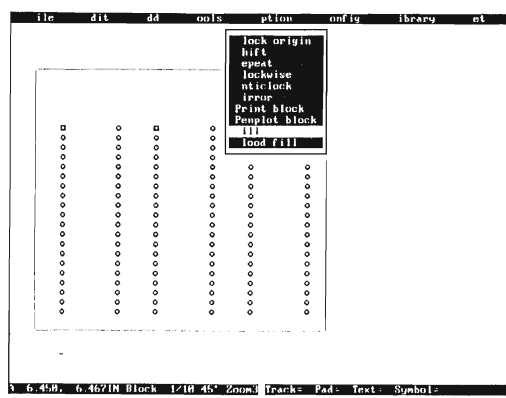 ile dit dd ools ption onfig ibrary et
lock origin
hift
epeat
lockwise
nticlock
irror
Print block
Penplot block
ill
lood fill
6.450, 6.467IN Block 1/10 45° Zoom3 Track= Pad= Text: Symbol=